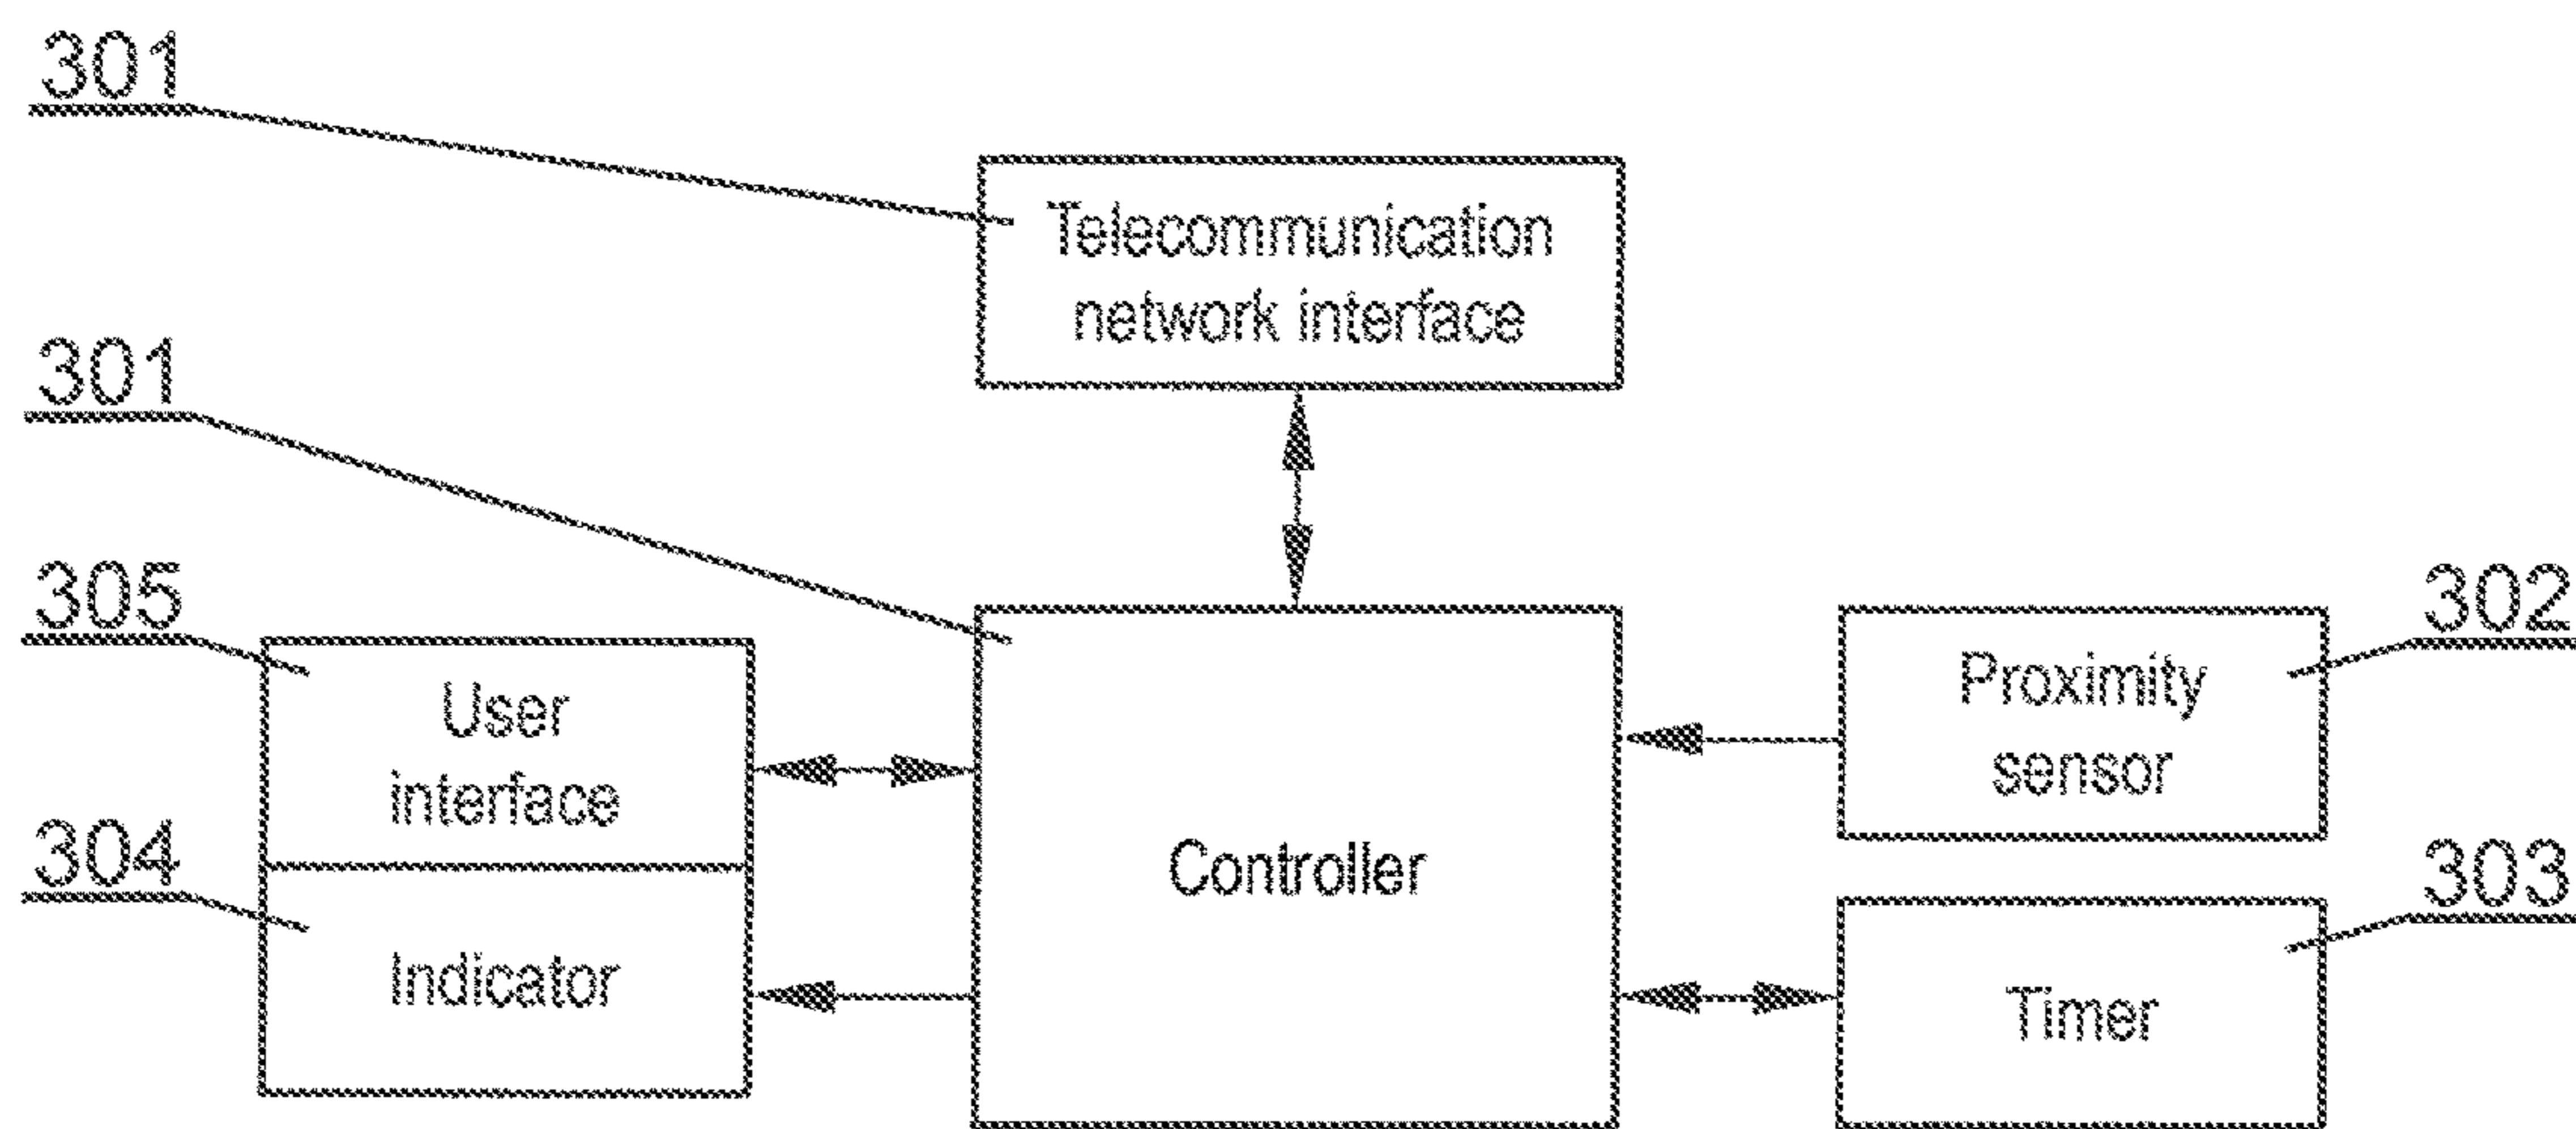 301
Telecommunication
network interface
301
305
User
interface
304
Indicator
Controller
302
Proximity
sensor
303
Timer